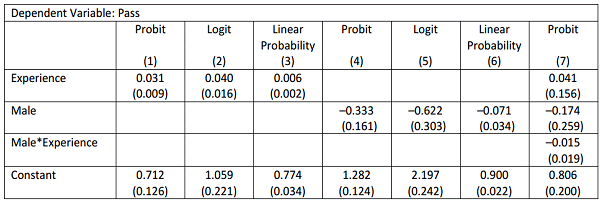 Dependent Variable: Pass
Probit Logit Linear Probit Logit Linear Probit
Probability Probability
(1) (2) (3) (4) (5) (6) (7)
Experience 0.031 0.040 0.006 0.041
(0.009) (0.016) (0.002) (0.156)
Male –0.333 –0.622 –0.071 –0.174
(0.161) (0.303) (0.034) (0.259)
Male*Experience –0.015
(0.019)
Constant 0.712 1.059 0.774 1.282 2.197 0.900 0.806
(0.126) (0.221) (0.034) (0.124) (0.242) (0.022) (0.200)